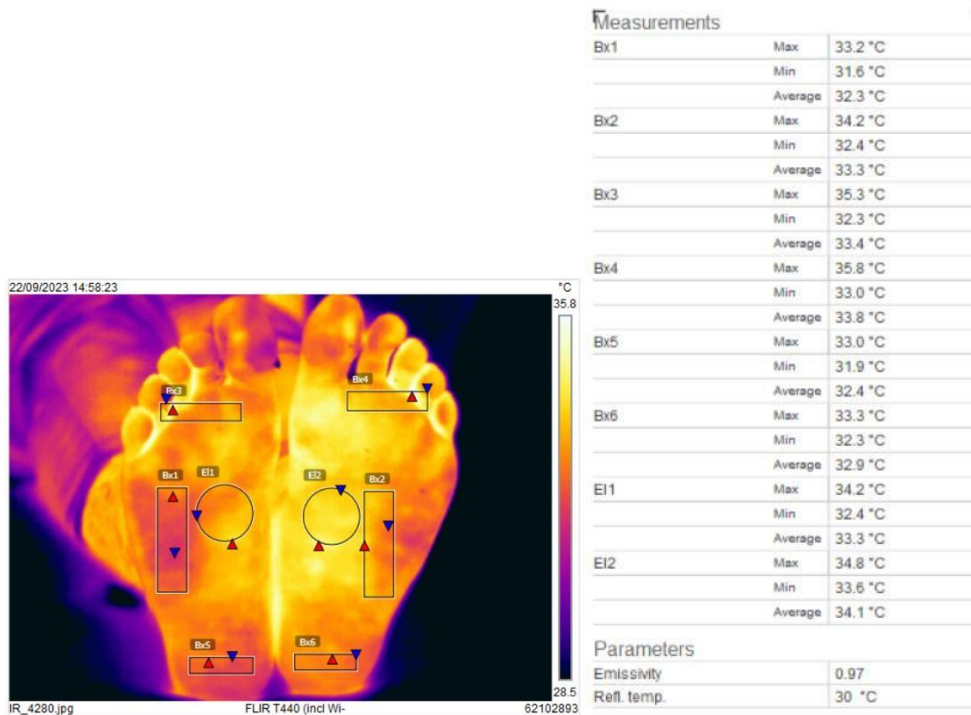 22/09/2023 14:58:23
°C
35.8
Bx3
Bx4
Bx1
El1
El2
Bx2
Bx5
Bx6
28.5
IR_4280.jpg
FLIR T440 (incl Wi-
62102893
Measurements
Bx1 Max 33.2 °C
Min 31.6 °C
Average 32.3 °C
Bx2 Max 34.2 °C
Min 32.4 °C
Average 33.3 °C
Bx3 Max 35.3 °C
Min 32.3 °C
Average 33.4 °C
Bx4 Max 35.8 °C
Min 33.0 °C
Average 33.8 °C
Bx5 Max 33.0 °C
Min 31.9 °C
Average 32.4 °C
Bx6 Max 33.3 °C
Min 32.3 °C
Average 32.9 °C
El1 Max 34.2 °C
Min 32.4 °C
Average 33.3 °C
El2 Max 34.8 °C
Min 33.6 °C
Average 34.1 °C
Parameters
Emissivity 0.97
Refl. temp. 30 °C